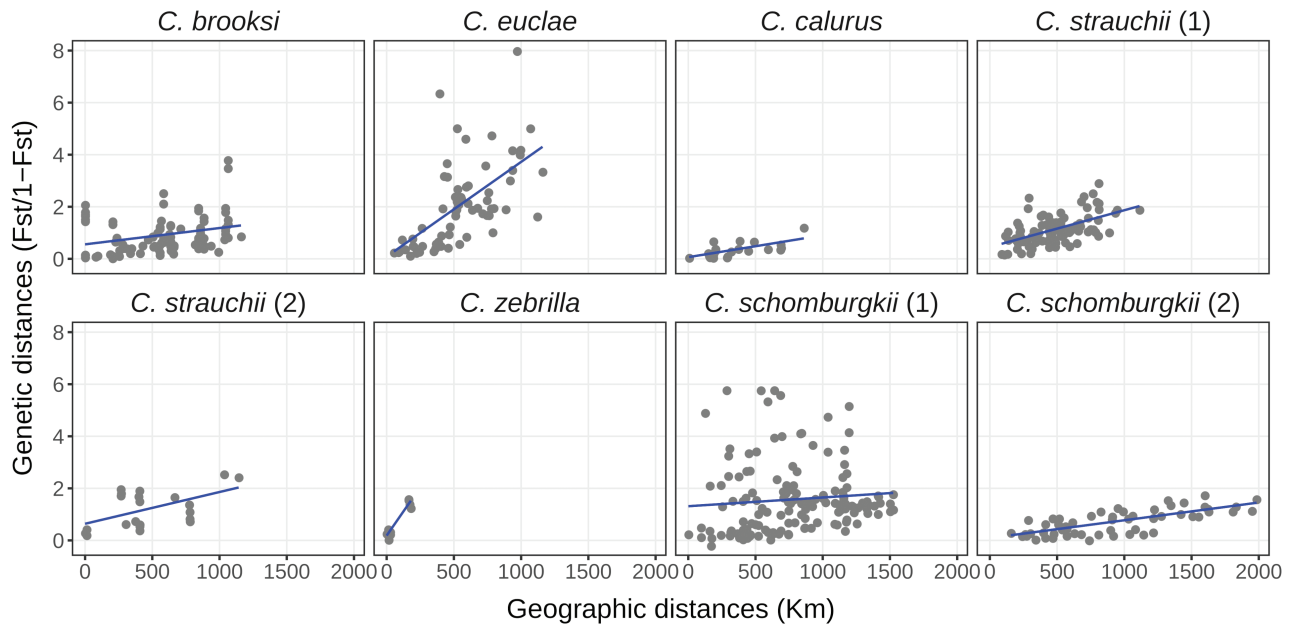 C. brooksi C. euclae C. calurus C. strauchii (1)
8
6
4
2
0
C. strauchii (2) C. zebrilla C. schomburgkii (1) C. schomburgkii (2)
8
6
4
2
0
0 500 1000 1500 2000 0 500 1000 1500 2000 0 500 1000 1500 2000 0 500 1000 1500 2000
Geographic distances (Km)
Genetic distances (Fst/1−Fst)